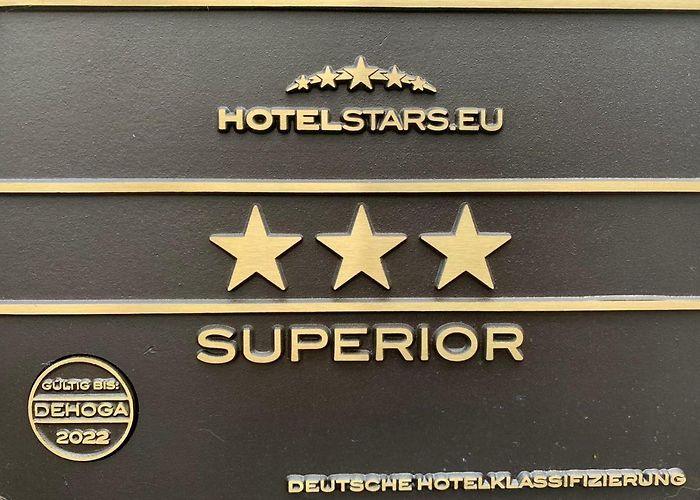 HOTELSTARS.EU
SUPERIOR
GÜLTIG BIS:
DEHOGA
2022
DEUTSCHE HOTELKLASSIFIZIERUNG